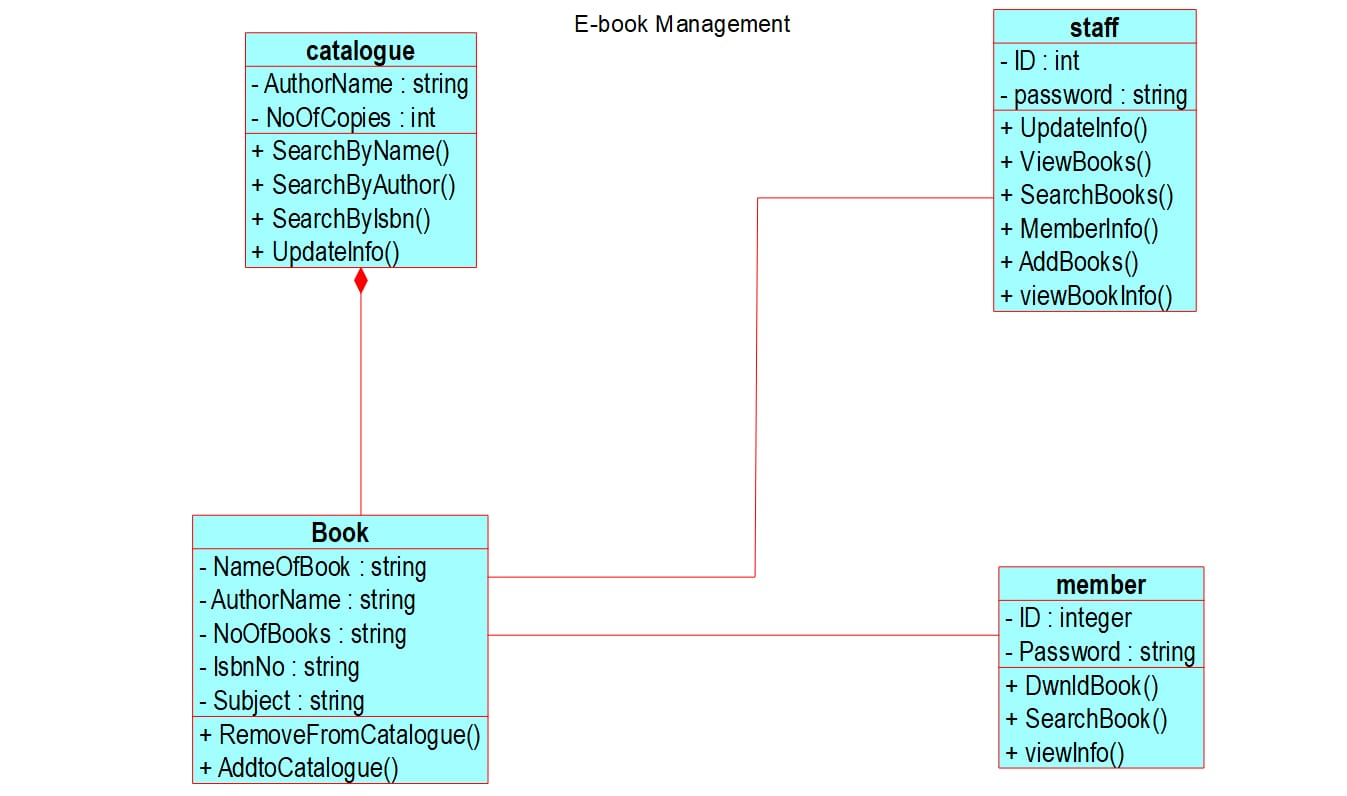 E-book Management
catalogue
- AuthorName : string
- NoOfCopies : int
+ SearchByName()
+ SearchByAuthor()
+ SearchByIsbn()
+ UpdateInfo()
staff
- ID : int
- password : string
+ UpdateInfo()
+ ViewBooks()
+ SearchBooks()
+ MemberInfo()
+ AddBooks()
+ viewBookInfo()
Book
- NameOfBook : string
- AuthorName : string
- NoOfBooks : string
- IsbnNo : string
- Subject : string
+ RemoveFromCatalogue()
+ AddtoCatalogue()
member
- ID : integer
- Password : string
+ DwnldBook()
+ SearchBook()
+ viewInfo()